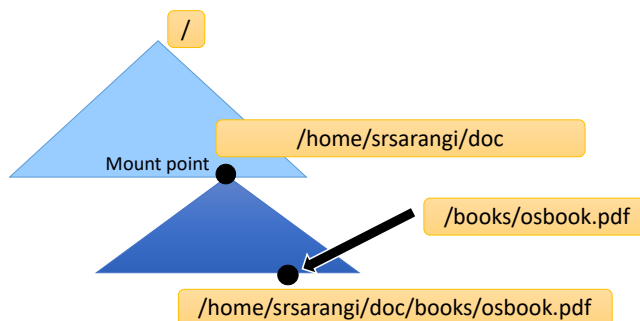 /
/home/srsarangi/doc
Mount point
/books/osbook.pdf
/home/srsarangi/doc/books/osbook.pdf